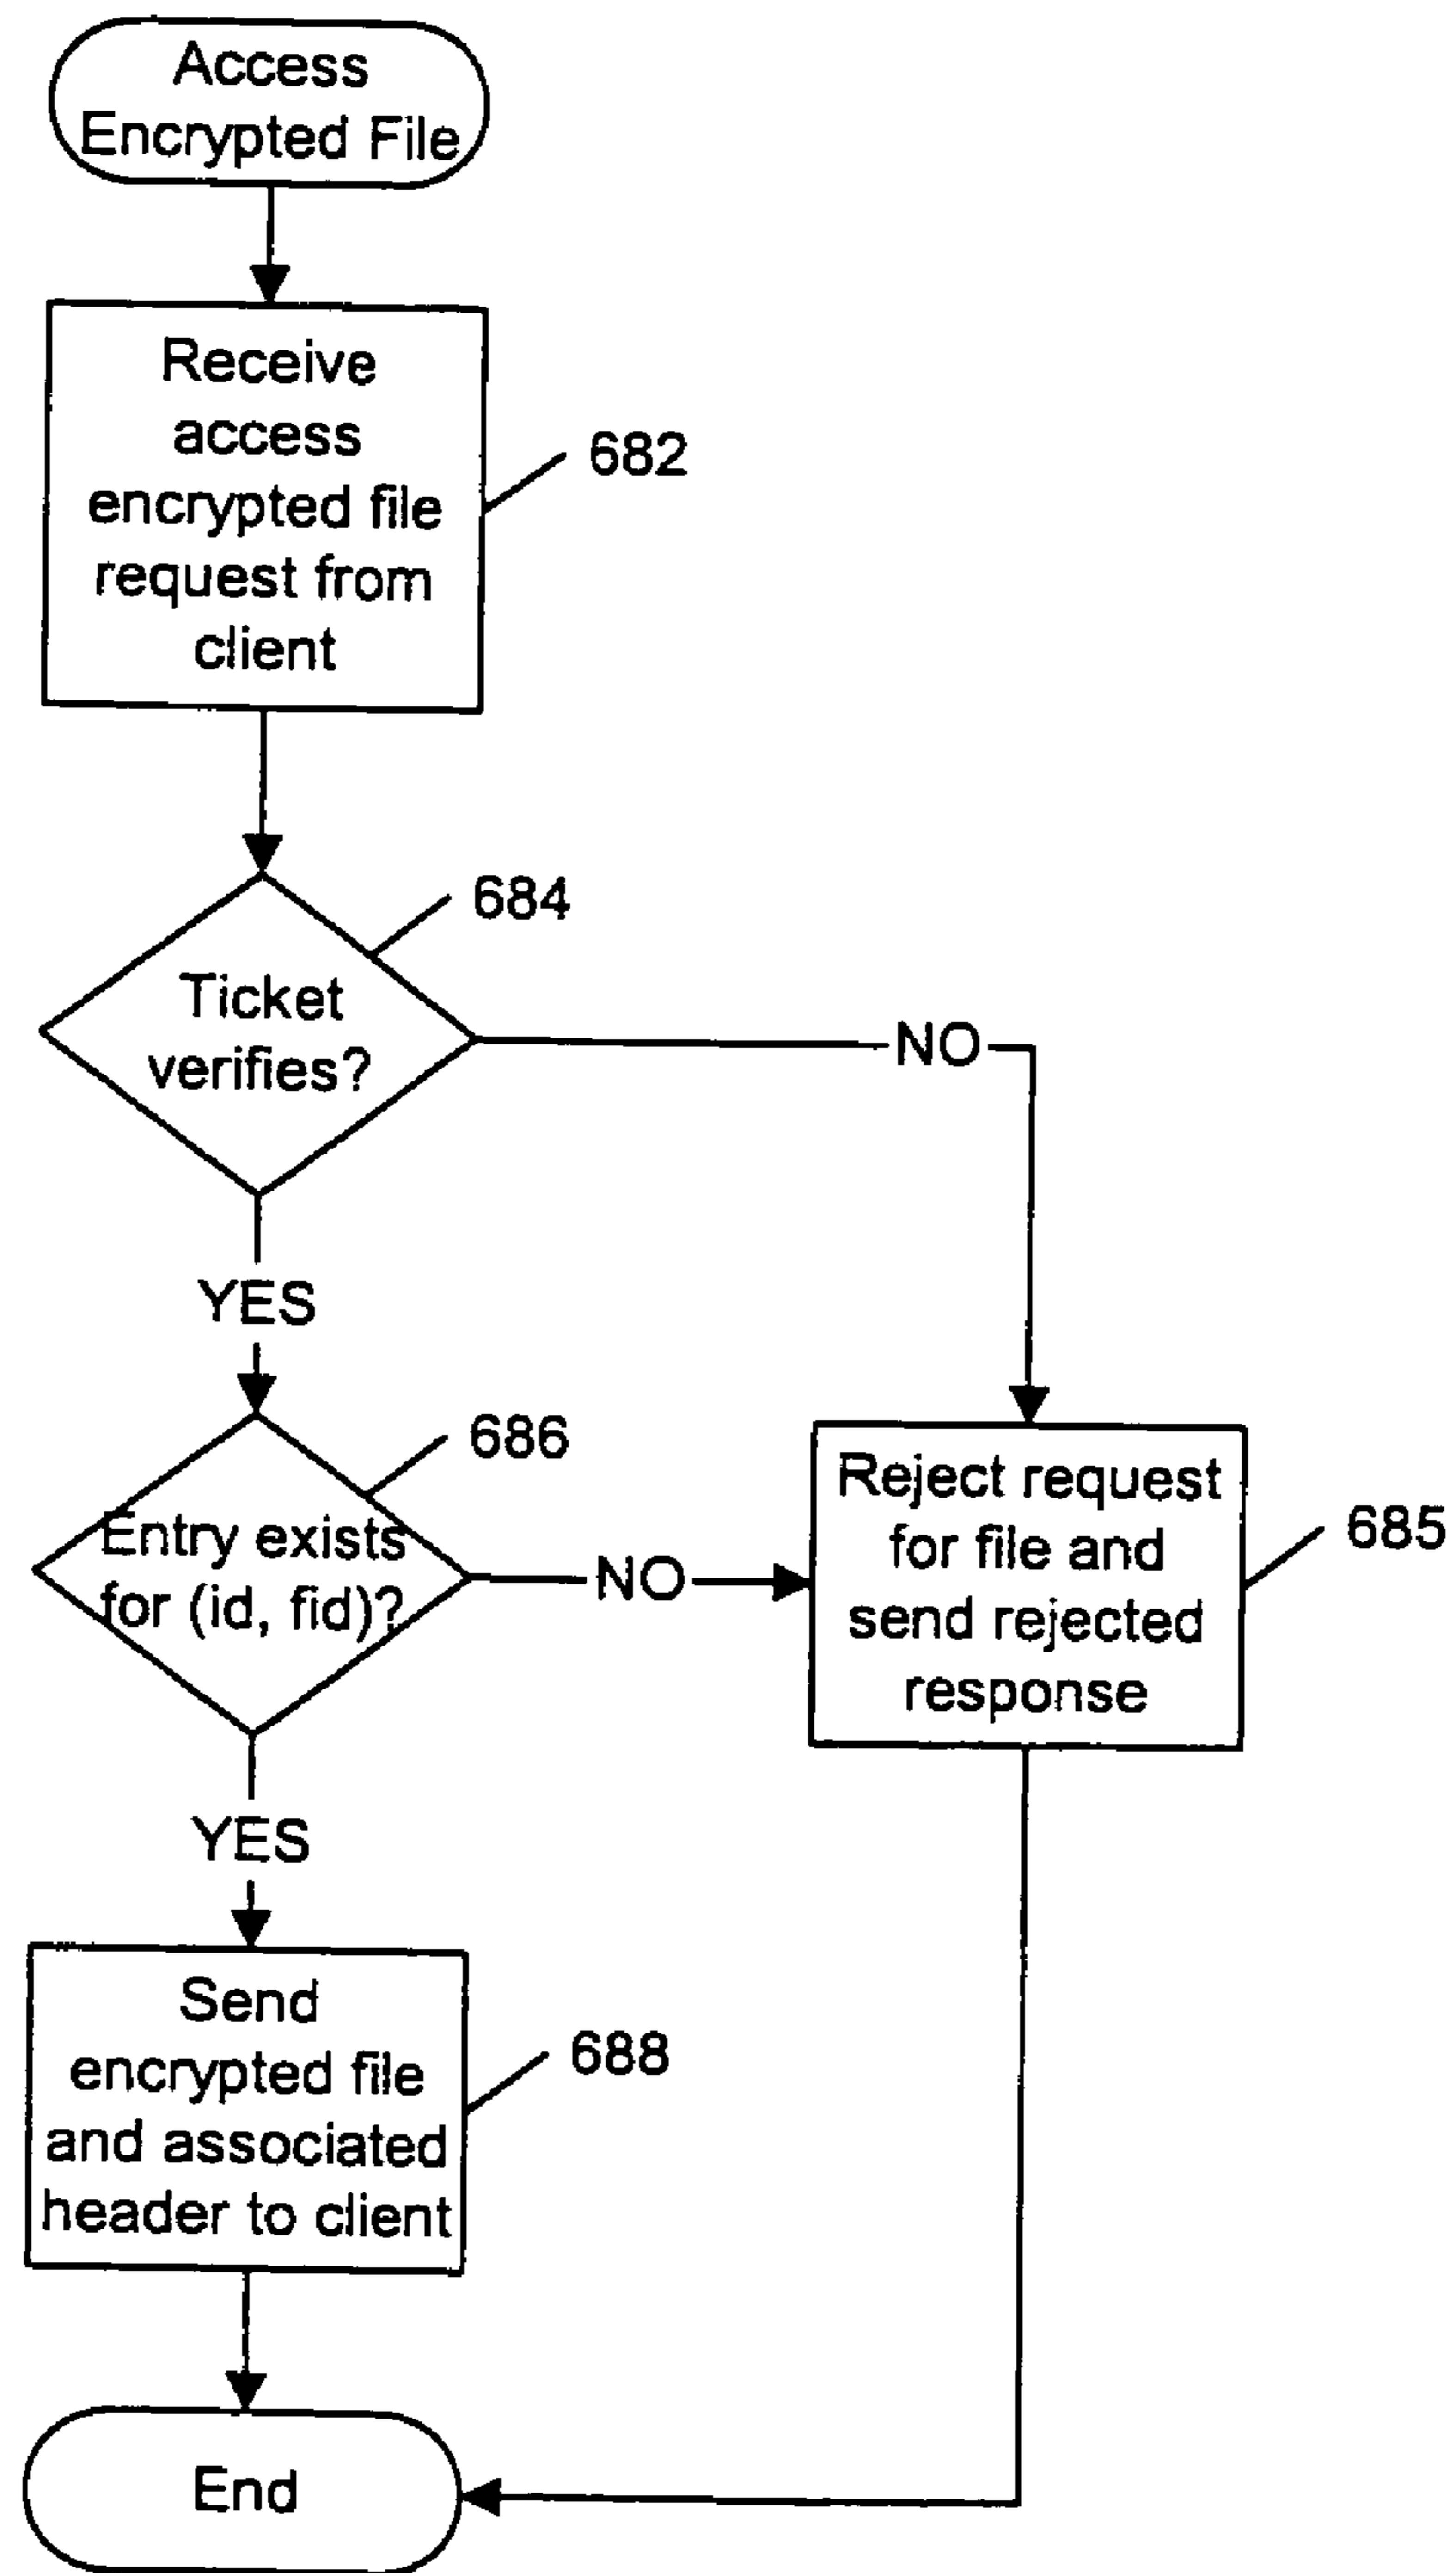 Access
Encrypted File
Receive
access
encrypted file
request from
client
682
684
Ticket
verifies?
NO
YES
686
Entry exists
for (id, fid)?
NO
Reject request
for file and
send rejected
response
685
YES
Send
encrypted file
and associated
header to client
688
End